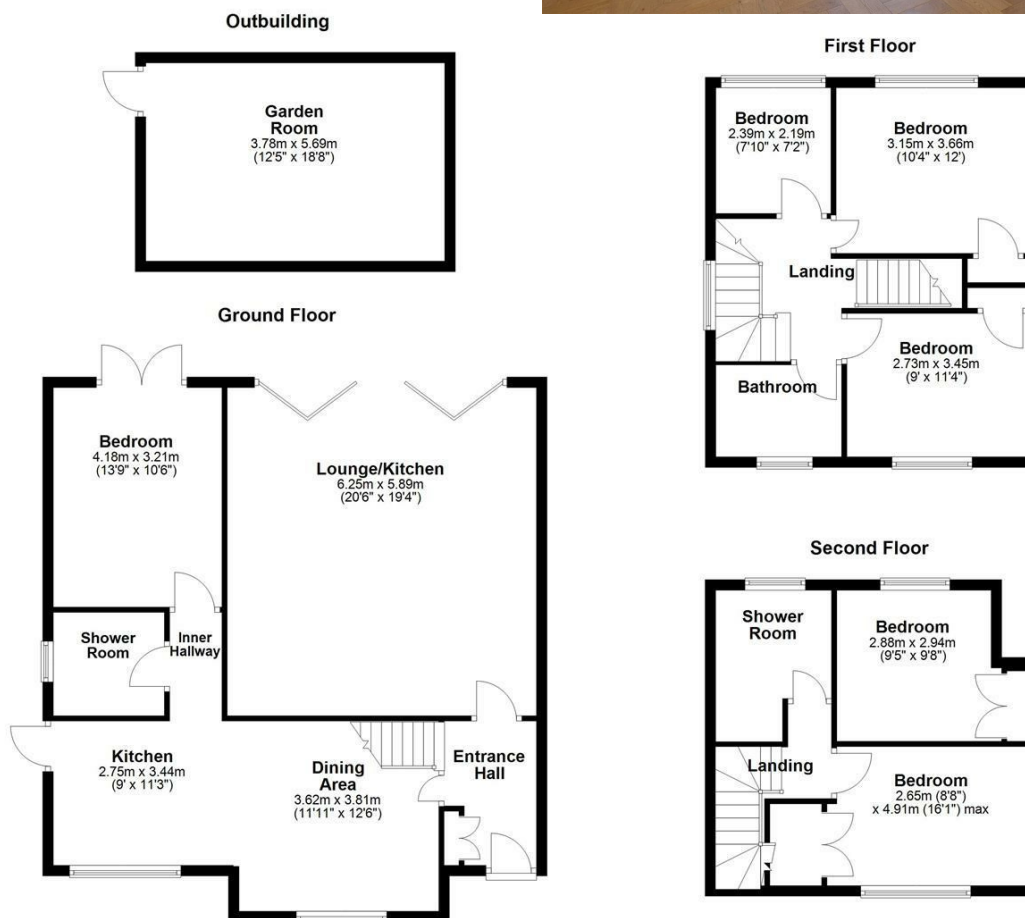 Outbuilding
Garden
Room
3.78m x 5.69m
(12'5" x 18'8")
Ground Floor
Bedroom
4.18m x 3.21m
(13'9" x 10'6")
Lounge/Kitchen
6.25m x 5.89m
(20'6" x 19'4")
Shower
Room
Inner
Hallway
Kitchen
2.75m x 3.44m
(9' x 11'3")
Dining
Area
3.62m x 3.81m
(11'11" x 12'6")
Entrance
Hall
First Floor
Bedroom
2.39m x 2.19m
(7'10" x 7'2")
Bedroom
3.15m x 3.66m
(10'4" x 12')
Landing
Bedroom
2.73m x 3.45m
(9' x 11'4")
Bathroom
Second Floor
Shower
Room
Bedroom
2.88m x 2.94m
(9'5" x 9'8")
Landing
Bedroom
2.65m (8'8")
x 4.91m (16'1") max